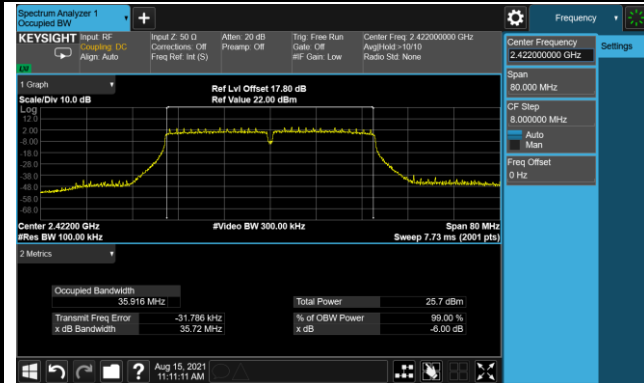 Spectrum Analyzer 1
Occupied BW
Frequency
KEYSIGHT
Input: RF
Coupling: DC
Align: Auto
Input Z: 50 Ω
Corrections: Off
Freq Ref: Int (S)
Atten: 20 dB
Preamp: Off
Trig: Free Run
Gate: Off
#IF Gain: Low
Center Freq: 2.422000000 GHz
Avg|Hold:>10/10
Radio Std: None
Center Frequency
2.422000000 GHz
Settings
Span
80.000 MHz
CF Step
8.000000 MHz
Auto
Man
Freq Offset
0 Hz
1 Graph
Scale/Div 10.0 dB
Ref Lvl Offset 17.80 dB
Ref Value 22.00 dBm
Log
12.0
2.00
-8.00
-18.0
-28.0
-38.0
-48.0
-58.0
-68.0
Center 2.42200 GHz
#Res BW 100.00 kHz
#Video BW 300.00 kHz
Span 80 MHz
Sweep 7.73 ms (2001 pts)
2 Metrics
Occupied Bandwidth
35.916 MHz
Total Power 25.7 dBm
Transmit Freq Error -31.786 kHz
% of OBW Power 99.00 %
x dB Bandwidth 35.72 MHz
x dB -6.00 dB
Aug 15, 2021
11:11:11 AM